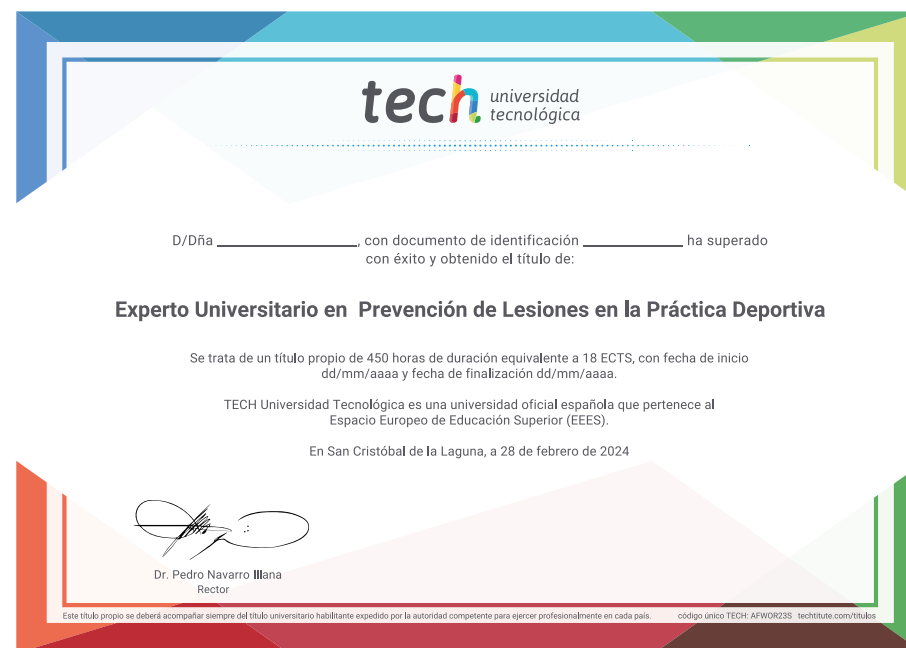 tech universidad
tecnológica
D/Dña ____________________, con documento de identificación ______________ ha superado
con éxito y obtenido el título de:
Experto Universitario en Prevención de Lesiones en la Práctica Deportiva
Se trata de un título propio de 450 horas de duración equivalente a 18 ECTS, con fecha de inicio
dd/mm/aaaa y fecha de finalización dd/mm/aaaa.
TECH Universidad Tecnológica es una universidad oficial española que pertenece al
Espacio Europeo de Educación Superior (EEES).
En San Cristóbal de la Laguna, a 28 de febrero de 2024
Dr. Pedro Navarro Illana
Rector
Este título propio se deberá acompañar siempre del título universitario habilitante expedido por la autoridad competente para ejercer profesionalmente en cada país. código único TECH: AFWOR23S techtitute.com/titulos